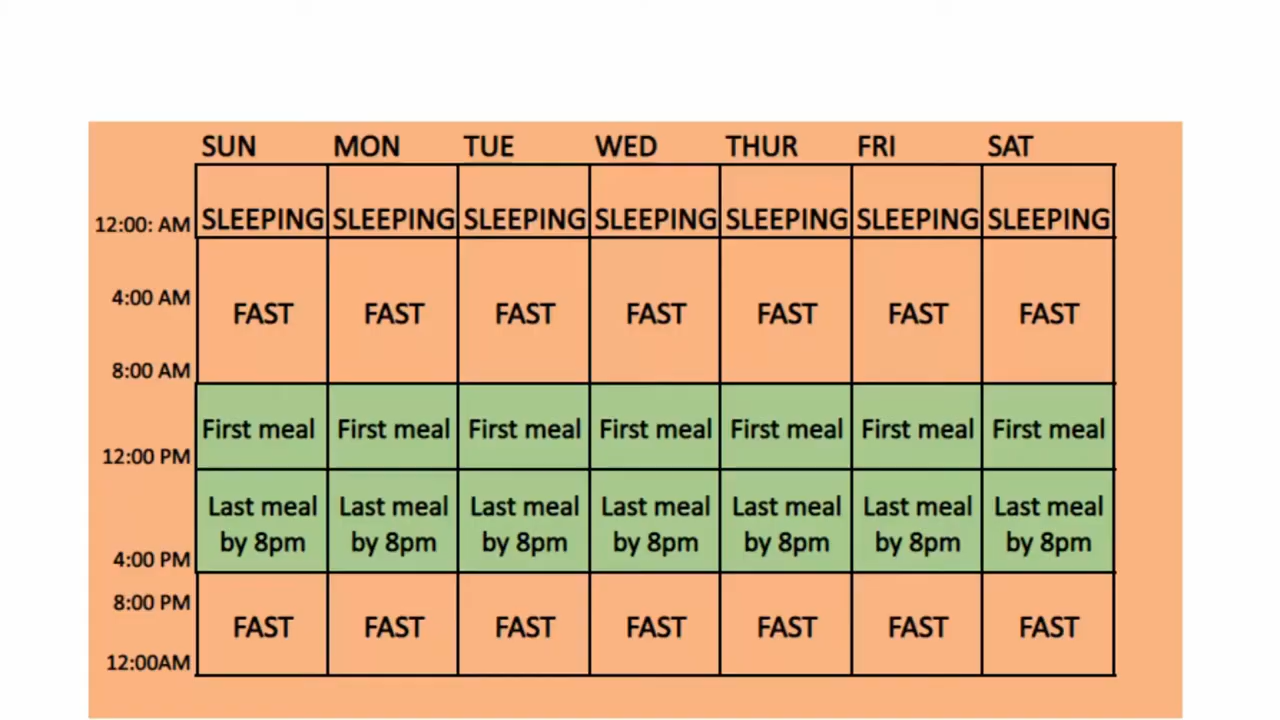 SUN MON TUE WED THUR FRI SAT
12:00: AM SLEEPING SLEEPING SLEEPING SLEEPING SLEEPING SLEEPING SLEEPING
4:00 AM
FAST FAST FAST FAST FAST FAST FAST
8:00 AM
First meal First meal First meal First meal First meal First meal First meal
12:00 PM
Last meal Last meal Last meal Last meal Last meal Last meal Last meal
by 8pm by 8pm by 8pm by 8pm by 8pm by 8pm by 8pm
4:00 PM
8:00 PM
FAST FAST FAST FAST FAST FAST FAST
12:00AM